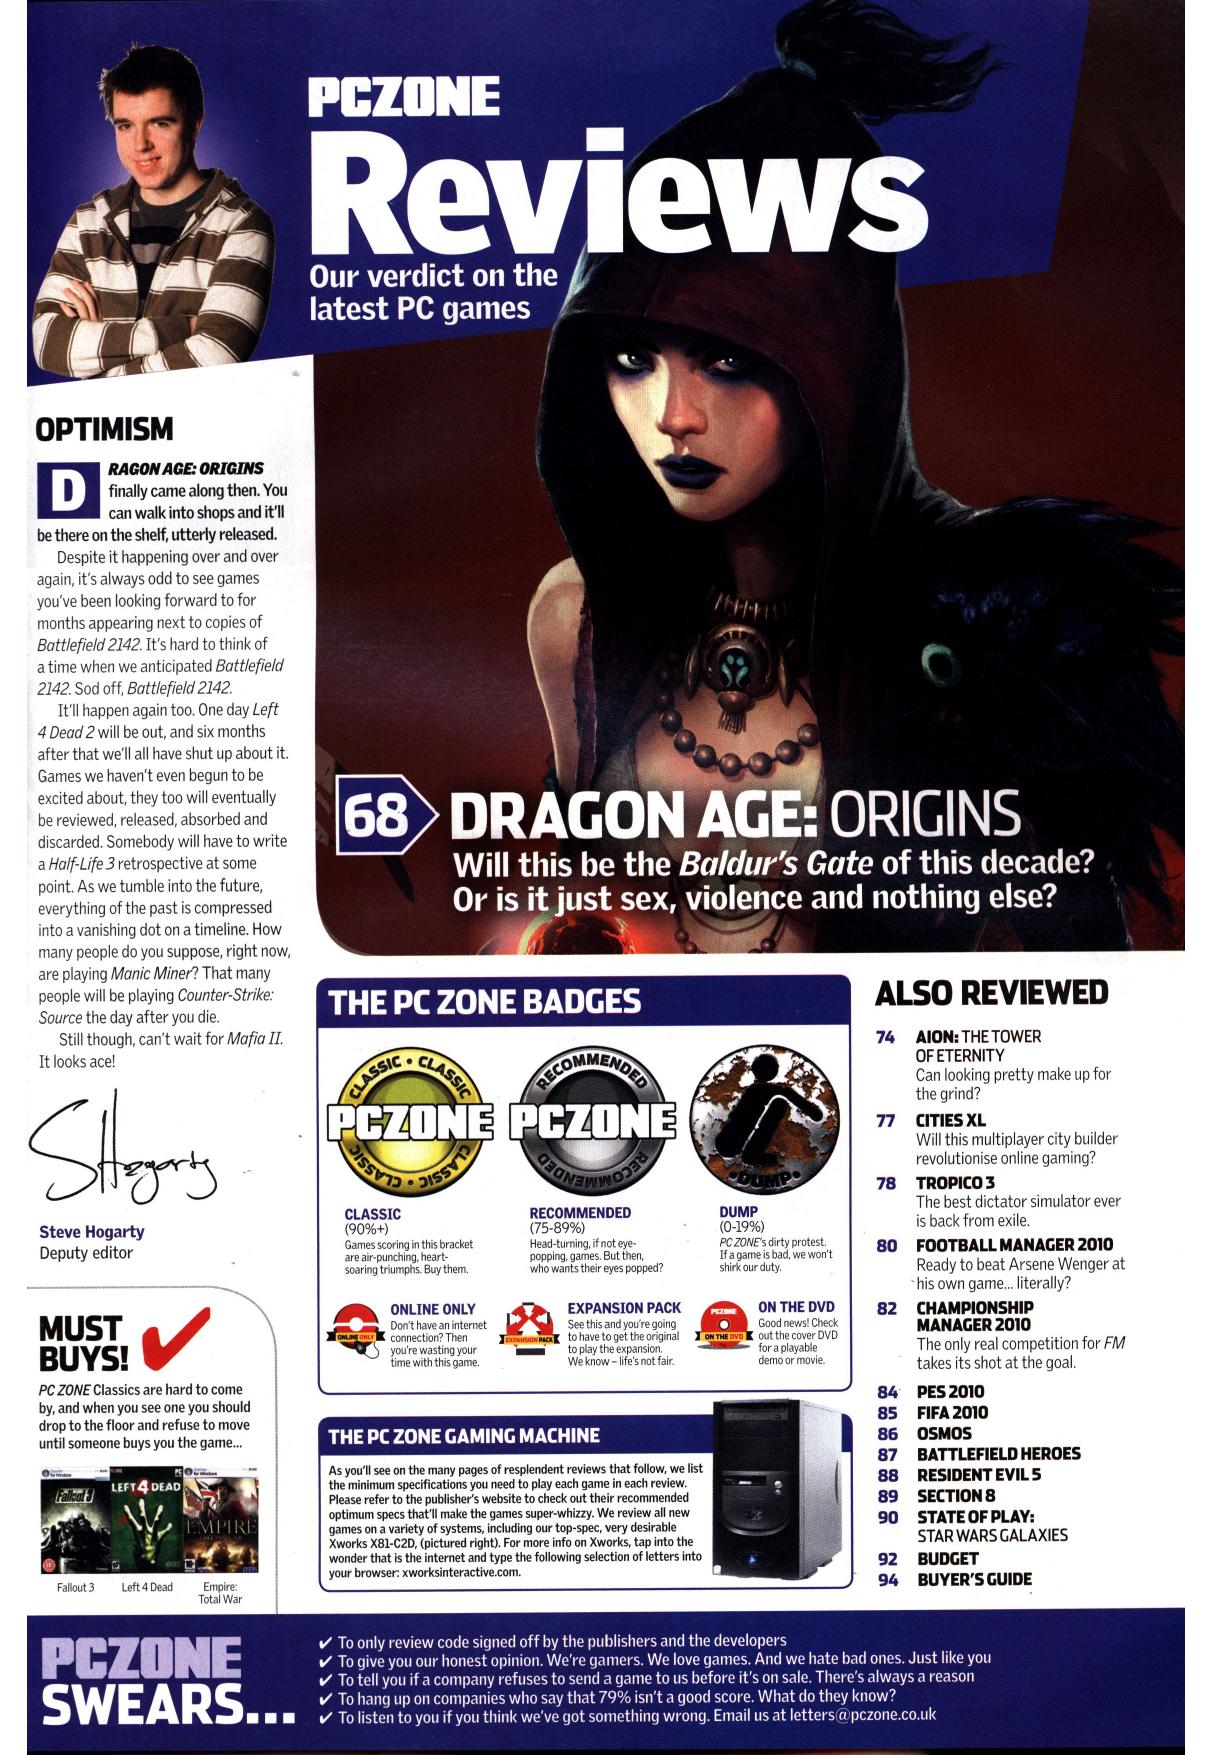 PCZONE
Reviews
Our verdict on the
latest PC games
OPTIMISM
DRAGON AGE: ORIGINS
finally came along then. You
can walk into shops and it'll
be there on the shelf, utterly released.
Despite it happening over and over
again, it's always odd to see games
you've been looking forward to for
months appearing next to copies of
Battlefield 2142. It's hard to think of
a time when we anticipated Battlefield
2142. Sod off, Battlefield 2142.
It'll happen again too. One day Left
4 Dead 2 will be out, and six months
after that we'll all have shut up about it.
Games we haven't even begun to be
excited about, they too will eventually
be reviewed, released, absorbed and
discarded. Somebody will have to write
a Half-Life 3 retrospective at some
point. As we tumble into the future,
everything of the past is compressed
into a vanishing dot on a timeline. How
many people do you suppose, right now,
are playing Manic Miner? That many
people will be playing Counter-Strike:
Source the day after you die.
Still though, can't wait for Mafia II.
It looks ace!
SHogarty
Steve Hogarty
Deputy editor
MUST
BUYS!
PC ZONE Classics are hard to come
by, and when you see one you should
drop to the floor and refuse to move
until someone buys you the game...
Fallout 3
LEFT 4 DEAD
EMPIRE
Fallout 3
Left 4 Dead
Empire:
Total War
68
DRAGON AGE: ORIGINS
Will this be the Baldur's Gate of this decade?
Or is it just sex, violence and nothing else?
THE PC ZONE BADGES
CLASSIC • CLASSIC
PCZONE
CLASSIC • CLASSIC
RECOMMENDED
PCZONE
RECOMMENDED
•DUMP•
CLASSIC
(90%+)
Games scoring in this bracket
are air-punching, heart-
soaring triumphs. Buy them.
RECOMMENDED
(75-89%)
Head-turning, if not eye-
popping, games. But then,
who wants their eyes popped?
DUMP
(0-19%)
PC ZONE's dirty protest.
If a game is bad, we won't
shirk our duty.
ONLINE ONLY
ONLINE ONLY
Don't have an internet
connection? Then
you're wasting your
time with this game.
EXPANSION PACK
EXPANSION PACK
See this and you're going
to have to get the original
to play the expansion.
We know – life's not fair.
PCZONE
ON THE DVD
ON THE DVD
Good news! Check
out the cover DVD
for a playable
demo or movie.
THE PC ZONE GAMING MACHINE
As you'll see on the many pages of resplendent reviews that follow, we list
the minimum specifications you need to play each game in each review.
Please refer to the publisher's website to check out their recommended
optimum specs that'll make the games super-whizzy. We review all new
games on a variety of systems, including our top-spec, very desirable
Xworks X81-C2D, (pictured right). For more info on Xworks, tap into the
wonder that is the internet and type the following selection of letters into
your browser: xworksinteractive.com.
ALSO REVIEWED
74 AION: THE TOWER
OF ETERNITY
Can looking pretty make up for
the grind?
77 CITIES XL
Will this multiplayer city builder
revolutionise online gaming?
78 TROPICO 3
The best dictator simulator ever
is back from exile.
80 FOOTBALL MANAGER 2010
Ready to beat Arsene Wenger at
his own game... literally?
82 CHAMPIONSHIP
MANAGER 2010
The only real competition for FM
takes its shot at the goal.
84 PES 2010
85 FIFA 2010
86 OSMOS
87 BATTLEFIELD HEROES
88 RESIDENT EVIL 5
89 SECTION 8
90 STATE OF PLAY:
STAR WARS GALAXIES
92 BUDGET
94 BUYER'S GUIDE
PCZONE
SWEARS...
✔ To only review code signed off by the publishers and the developers
✔ To give you our honest opinion. We're gamers. We love games. And we hate bad ones. Just like you
✔ To tell you if a company refuses to send a game to us before it's on sale. There's always a reason
✔ To hang up on companies who say that 79% isn't a good score. What do they know?
✔ To listen to you if you think we've got something wrong. Email us at letters@pczone.co.uk